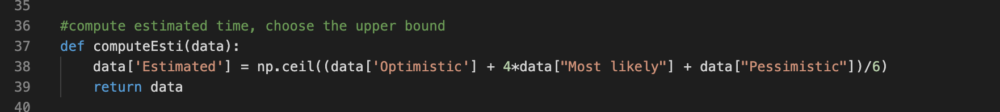 35
36 #compute estimated time, choose the upper bound
37 def computeEsti(data):
38 data['Estimated'] = np.ceil((data['Optimistic'] + 4*data["Most likely"] + data["Pessimistic"])/6)
39 return data
40